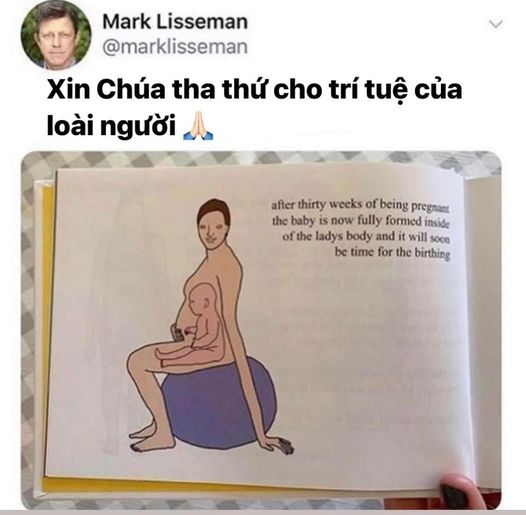 Mark Lisseman
@marklisseman
Xin Chúa tha thứ cho trí tuệ của
loài người 🙏🏻
after thirty weeks of being pregnant
the baby is now fully formed inside
of the ladys body and it will soon
be time for the birthing